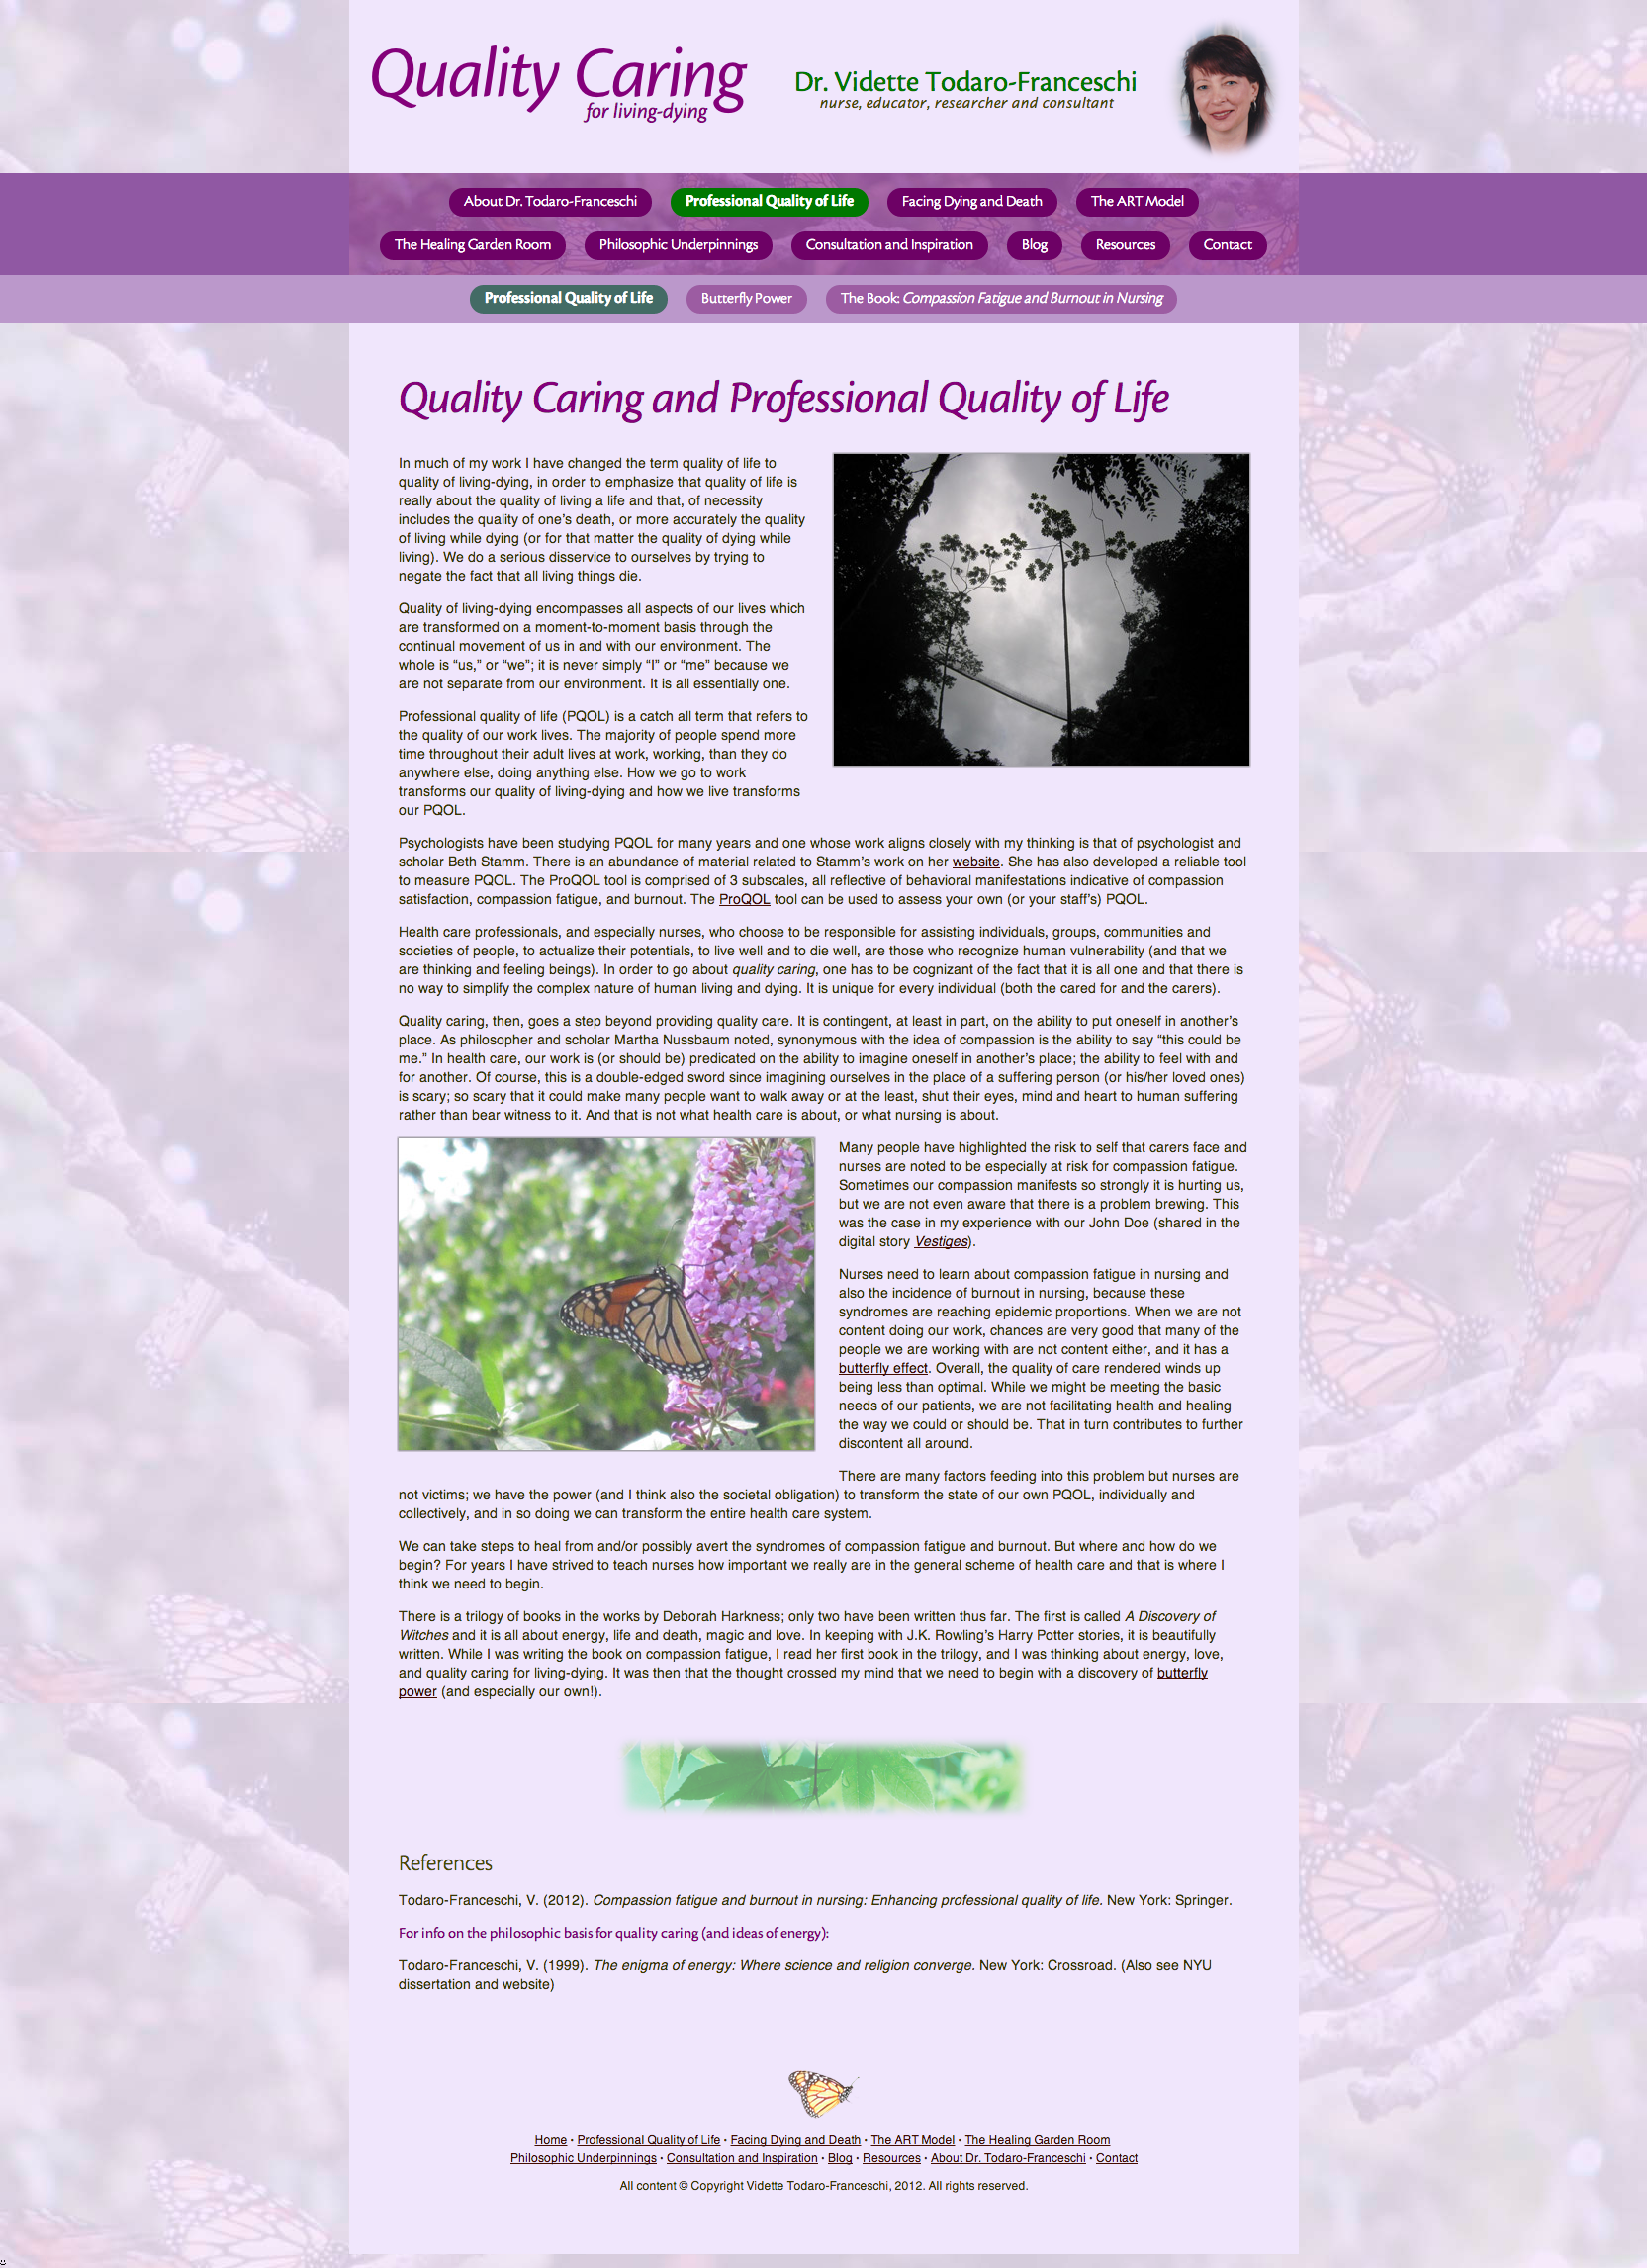 Quality Caring
for living-dying
Dr. Vidette Todaro-Franceschi
nurse, educator, researcher and consultant
About Dr. Todaro-Franceschi
Professional Quality of Life
Facing Dying and Death
The ART Model
The Healing Garden Room
Philosophic Underpinnings
Consultation and Inspiration
Blog
Resources
Contact
Professional Quality of Life
Butterfly Power
The Book: Compassion Fatigue and Burnout in Nursing
Quality Caring and Professional Quality of Life
In much of my work I have changed the term quality of life to
quality of living-dying, in order to emphasize that quality of life is
really about the quality of living a life and that, of necessity
includes the quality of one's death, or more accurately the quality
of living while dying (or for that matter the quality of dying while
living). We do a serious disservice to ourselves by trying to
negate the fact that all living things die.
Quality of living-dying encompasses all aspects of our lives which
are transformed on a moment-to-moment basis through the
continual movement of us in and with our environment. The
whole is “us,” or “we”; it is never simply “I” or “me” because we
are not separate from our environment. It is all essentially one.
Professional quality of life (PQOL) is a catch all term that refers to
the quality of our work lives. The majority of people spend more
time throughout their adult lives at work, working, than they do
anywhere else, doing anything else. How we go to work
transforms our quality of living-dying and how we live transforms
our PQOL.
Psychologists have been studying PQOL for many years and one whose work aligns closely with my thinking is that of psychologist and
scholar Beth Stamm. There is an abundance of material related to Stamm's work on her website. She has also developed a reliable tool
to measure PQOL. The ProQOL tool is comprised of 3 subscales, all reflective of behavioral manifestations indicative of compassion
satisfaction, compassion fatigue, and burnout. The ProQOL tool can be used to assess your own (or your staff's) PQOL.
Health care professionals, and especially nurses, who choose to be responsible for assisting individuals, groups, communities and
societies of people, to actualize their potentials, to live well and to die well, are those who recognize human vulnerability (and that we
are thinking and feeling beings). In order to go about quality caring, one has to be cognizant of the fact that it is all one and that there is
no way to simplify the complex nature of human living and dying. It is unique for every individual (both the cared for and the carers).
Quality caring, then, goes a step beyond providing quality care. It is contingent, at least in part, on the ability to put oneself in another's
place. As philosopher and scholar Martha Nussbaum noted, synonymous with the idea of compassion is the ability to say “this could be
me.” In health care, our work is (or should be) predicated on the ability to imagine oneself in another's place; the ability to feel with and
for another. Of course, this is a double-edged sword since imagining ourselves in the place of a suffering person (or his/her loved ones)
is scary; so scary that it could make many people want to walk away or at the least, shut their eyes, mind and heart to human suffering
rather than bear witness to it. And that is not what health care is about, or what nursing is about.
Many people have highlighted the risk to self that carers face and
nurses are noted to be especially at risk for compassion fatigue.
Sometimes our compassion manifests so strongly it is hurting us,
but we are not even aware that there is a problem brewing. This
was the case in my experience with our John Doe (shared in the
digital story Vestiges).
Nurses need to learn about compassion fatigue in nursing and
also the incidence of burnout in nursing, because these
syndromes are reaching epidemic proportions. When we are not
content doing our work, chances are very good that many of the
people we are working with are not content either, and it has a
butterfly effect. Overall, the quality of care rendered winds up
being less than optimal. While we might be meeting the basic
needs of our patients, we are not facilitating health and healing
the way we could or should be. That in turn contributes to further
discontent all around.
There are many factors feeding into this problem but nurses are
not victims; we have the power (and I think also the societal obligation) to transform the state of our own PQOL, individually and
collectively, and in so doing we can transform the entire health care system.
We can take steps to heal from and/or possibly avert the syndromes of compassion fatigue and burnout. But where and how do we
begin? For years I have strived to teach nurses how important we really are in the general scheme of health care and that is where I
think we need to begin.
There is a trilogy of books in the works by Deborah Harkness; only two have been written thus far. The first is called A Discovery of
Witches and it is all about energy, life and death, magic and love. In keeping with J.K. Rowling's Harry Potter stories, it is beautifully
written. While I was writing the book on compassion fatigue, I read her first book in the trilogy, and I was thinking about energy, love,
and quality caring for living-dying. It was then that the thought crossed my mind that we need to begin with a discovery of butterfly
power (and especially our own!).
References
Todaro-Franceschi, V. (2012). Compassion fatigue and burnout in nursing: Enhancing professional quality of life. New York: Springer.
For info on the philosophic basis for quality caring (and ideas of energy):
Todaro-Franceschi, V. (1999). The enigma of energy: Where science and religion converge. New York: Crossroad. (Also see NYU
dissertation and website)
Home · Professional Quality of Life · Facing Dying and Death · The ART Model · The Healing Garden Room
Philosophic Underpinnings · Consultation and Inspiration · Blog · Resources · About Dr. Todaro-Franceschi · Contact
All content © Copyright Vidette Todaro-Franceschi, 2012. All rights reserved.